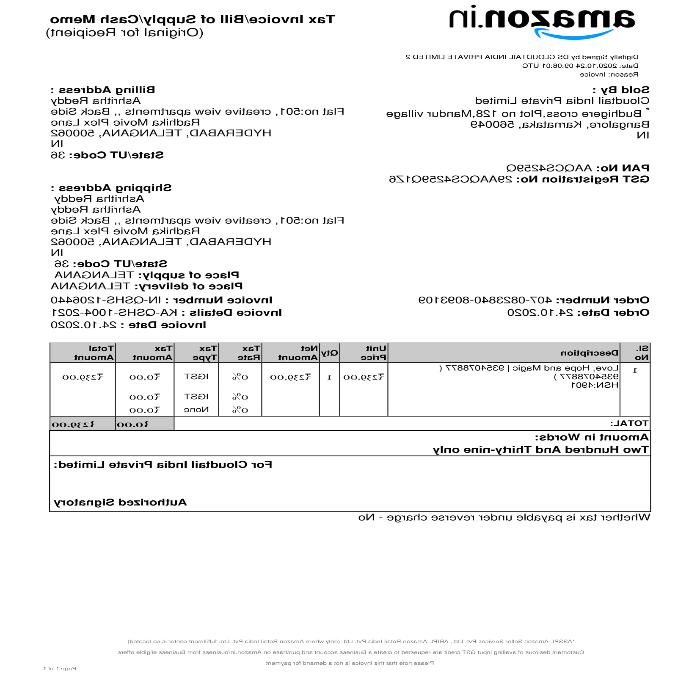 amazon.in
Tax Invoice/Bill of Supply/Cash Memo
(Original for Recipient)
Digitally Signed by DS CLOUDTAIL INDIA PRIVATE LIMITED 2
Date: 2020.10.24 09:08:01 UTC
Reason: Invoice
Sold By :
Cloudtail India Private Limited
* Budhigere cross,Plot no 128,Mandur village
Bangalore, Karnataka, 560049
IN
PAN No: AAQCS4259Q
GST Registration No: 29AAQCS4259Q1Z6
Billing Address :
Ashritha
Ashritha Reddy
Flat no:501, creative view apartments ,, Back Side
Radhika Movie Plex Lane
HYDERABAD, TELANGANA, 500062
IN
State/UT Code: 36
Shipping Address :
Ashritha
Ashritha Reddy
Flat no:501, creative view apartments ,, Back Side
Radhika Movie Plex Lane
HYDERABAD, TELANGANA, 500062
IN
State/UT Code: 36
Place of supply: TELANGANA
Place of delivery: TELANGANA
Order Number: 407-0823840-8093109
Order Date: 24.10.2020
Invoice Number : IN-QSHS-1206440
Invoice Details : KA-QSHS-1004-2021
Invoice Date : 24.10.2020
Sl. No Description Unit Price Qty Net Amount Tax Rate Tax Type Tax Amount Total Amount
1 Love, Hope and Magic | 9354078877 ( ₹239.00 1 ₹239.00 0% IGST ₹0.00 ₹239.00
9354078877 )
HSN:4901
0% IGST ₹0.00
0% None ₹0.00
TOTAL: ₹0.00 ₹239.00
Amount in Words:
Two Hundred And Thirty-nine only
For Cloudtail India Private Limited:
Authorized Signatory
Whether tax is payable under reverse charge - No
Please note that this invoice is not a demand for payment
Page 1 of 1